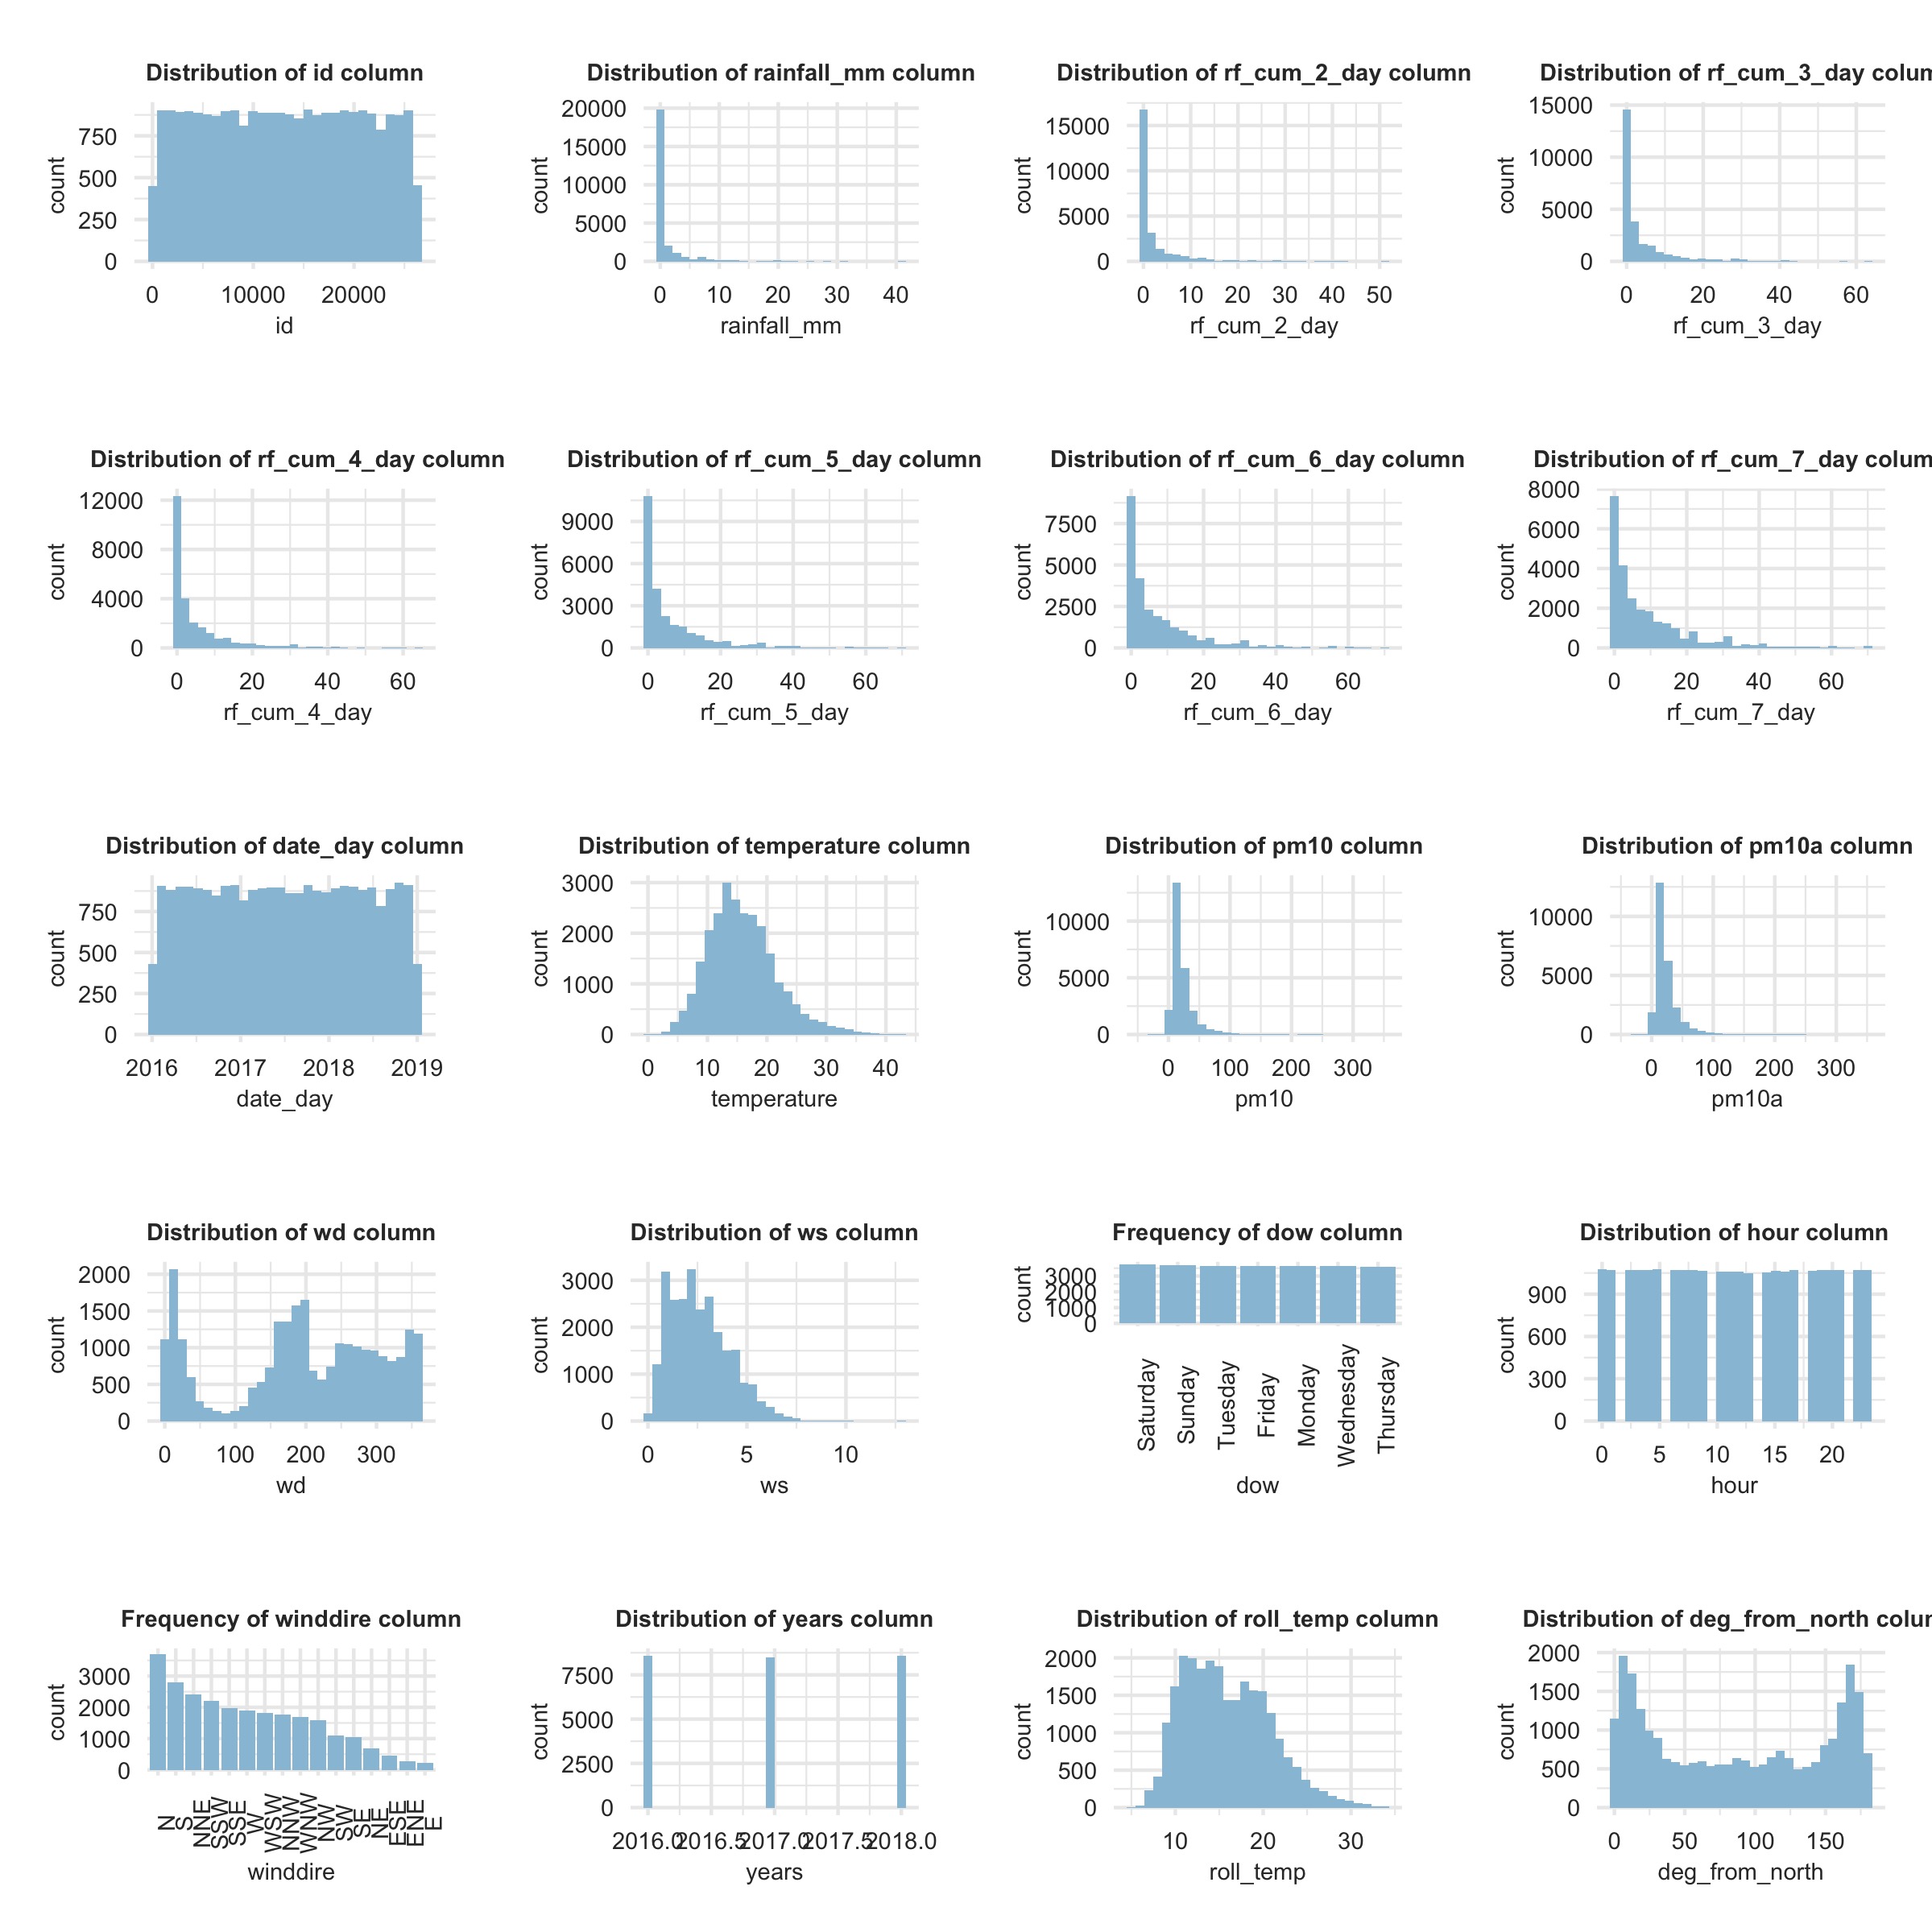 Distribution of id column
count
750
500
250
0
0 10000 20000
id
Distribution of rainfall_mm column
count
20000
15000
10000
5000
0
0 10 20 30 40
rainfall_mm
Distribution of rf_cum_2_day column
count
15000
10000
5000
0
0 10 20 30 40 50
rf_cum_2_day
Distribution of rf_cum_3_day colum
count
15000
10000
5000
0
0 20 40 60
rf_cum_3_day
Distribution of rf_cum_4_day column
count
12000
8000
4000
0
0 20 40 60
rf_cum_4_day
Distribution of rf_cum_5_day column
count
9000
6000
3000
0
0 20 40 60
rf_cum_5_day
Distribution of rf_cum_6_day column
count
7500
5000
2500
0
0 20 40 60
rf_cum_6_day
Distribution of rf_cum_7_day colum
count
8000
6000
4000
2000
0
0 20 40 60
rf_cum_7_day
Distribution of date_day column
count
750
500
250
0
2016 2017 2018 2019
date_day
Distribution of temperature column
count
3000
2000
1000
0
0 10 20 30 40
temperature
Distribution of pm10 column
count
10000
5000
0
0 100 200 300
pm10
Distribution of pm10a column
count
10000
5000
0
0 100 200 300
pm10a
Distribution of wd column
count
2000
1500
1000
500
0
0 100 200 300
wd
Distribution of ws column
count
3000
2000
1000
0
0 5 10
ws
Frequency of dow column
count
3000
2000
1000
0
Saturday
Sunday
Tuesday
Friday
Monday
Wednesday
Thursday
dow
Distribution of hour column
count
900
600
300
0
0 5 10 15 20
hour
Frequency of winddire column
count
3000
2000
1000
0
N
S
NNE
SSW
SSE
W
WSW
NNW
WNW
NW
SW
SE
NE
ESE
ENE
E
winddire
Distribution of years column
count
7500
5000
2500
0
2016.0 2016.5 2017.0 2017.5 2018.0
years
Distribution of roll_temp column
count
2000
1500
1000
500
0
10 20 30
roll_temp
Distribution of deg_from_north colur
count
2000
1500
1000
500
0
0 50 100 150
deg_from_north